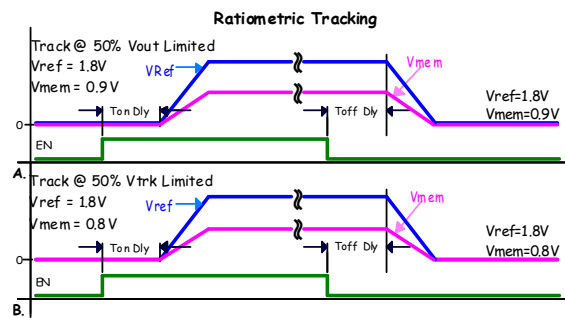 Ratiometric Tracking
Track @ 50% Vout Limited
Vref = 1.8V
Vmem = 0.9V
VRef
Vmem
Ton Dly
Toff Dly
Vref=1.8V
Vmem=0.9V
0
EN
A.
Track @ 50% Vtrk Limited
Vref = 1.8V
Vmem = 0.8V
Vref
Vmem
Ton Dly
Toff Dly
Vref=1.8V
Vmem=0.8V
0
EN
B.